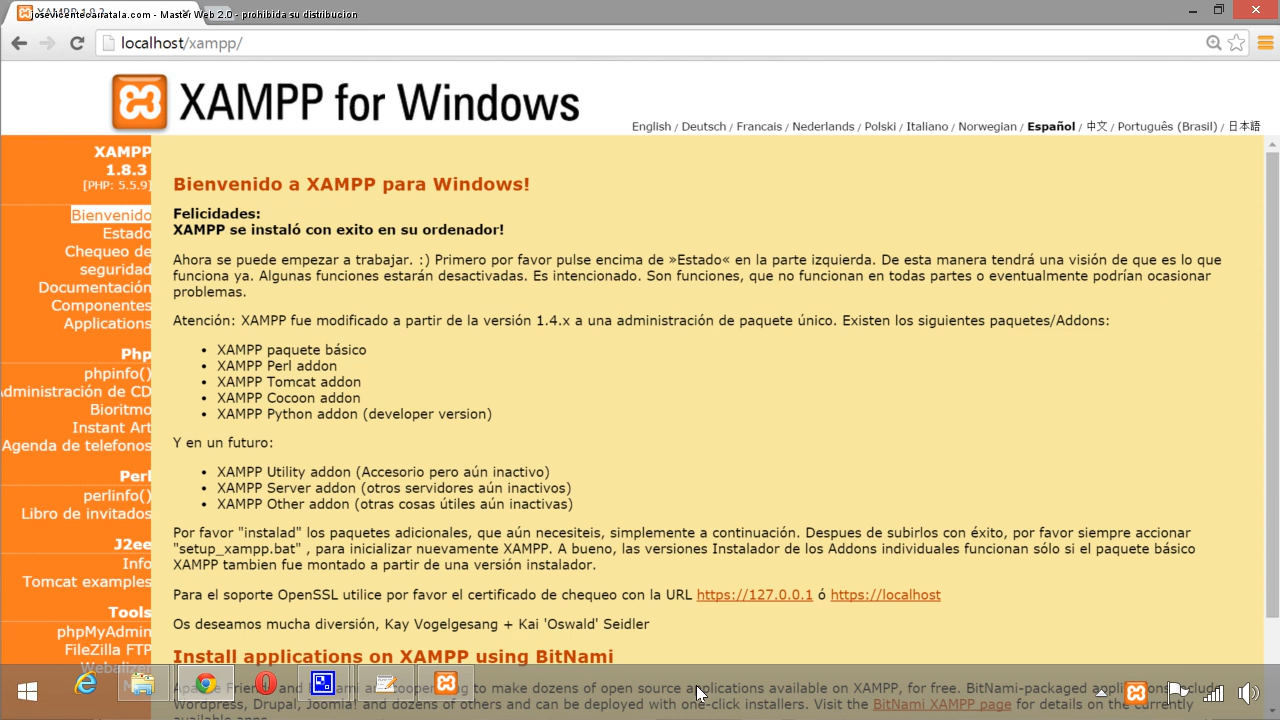 josevicentecarratala.com - Master Web 2.0 - prohibida su distribucion
localhost/xampp/
XAMPP for Windows
English / Deutsch / Francais / Nederlands / Polski / Italiano / Norwegian / Español / 中文 / Português (Brasil) / 日本語
XAMPP
1.8.3
[PHP: 5.5.9]
Bienvenido
Estado
Chequeo de
seguridad
Documentación
Componentes
Applications
Php
phpinfo()
Administración de CD
Bioritmo
Instant Art
Agenda de telefonos
Perl
perlinfo()
Libro de invitados
J2ee
Info
Tomcat examples
Tools
phpMyAdmin
FileZilla FTP
Webalizer
Bienvenido a XAMPP para Windows!
Felicidades:
XAMPP se instaló con exito en su ordenador!
Ahora se puede empezar a trabajar. :) Primero por favor pulse encima de »Estado« en la parte izquierda. De esta manera tendrá una visión de que es lo que
funciona ya. Algunas funciones estarán desactivadas. Es intencionado. Son funciones, que no funcionan en todas partes o eventualmente podrían ocasionar
problemas.
Atención: XAMPP fue modificado a partir de la versión 1.4.x a una administración de paquete único. Existen los siguientes paquetes/Addons:
• XAMPP paquete básico
• XAMPP Perl addon
• XAMPP Tomcat addon
• XAMPP Cocoon addon
• XAMPP Python addon (developer version)
Y en un futuro:
• XAMPP Utility addon (Accesorio pero aún inactivo)
• XAMPP Server addon (otros servidores aún inactivos)
• XAMPP Other addon (otras cosas útiles aún inactivas)
Por favor "instalad" los paquetes adicionales, que aún necesiteis, simplemente a continuación. Despues de subirlos con éxito, por favor siempre accionar
"setup_xampp.bat" , para inicializar nuevamente XAMPP. A bueno, las versiones Instalador de los Addons individuales funcionan sólo si el paquete básico
XAMPP tambien fue montado a partir de una versión instalador.
Para el soporte OpenSSL utilice por favor el certificado de chequeo con la URL https://127.0.0.1 ó https://localhost
Os deseamos mucha diversión, Kay Vogelgesang + Kai 'Oswald' Seidler
Install applications on XAMPP using BitNami
to make dozens of open source applications available on XAMPP, for free. BitNami-packaged
Wordpress, Drupal, Joomla! and dozens of others and can be deployed with one-click installers. Visit the BitNami XAMPP page for details on the currently
available apps